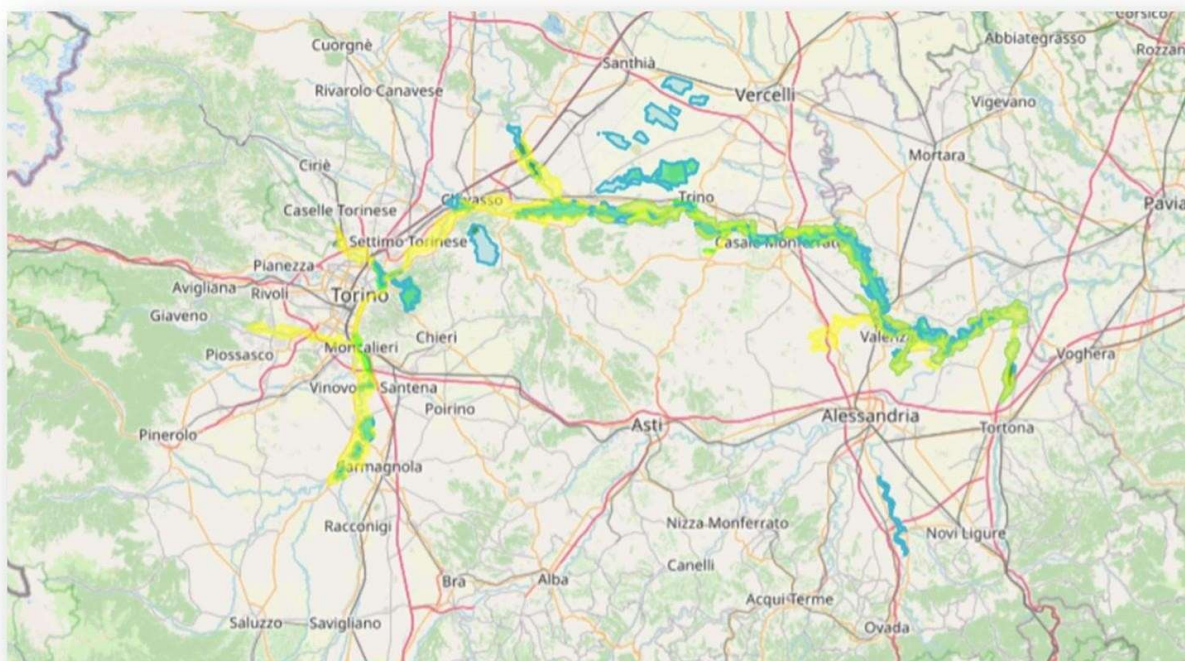 Corsico
Cuorgnè
Abbiategrasso
Rozzan
Santhià
Rivarolo Canavese
Vercelli
Vigevano
Mortara
Ciriè
Chivasso
Trino
Pavia
Caselle Torinese
Settimo Torinese
Casale Monferrato
Pianezza
Avigliana
Rivoli
Torino
Giaveno
Chieri
Valenza
Piossasco
Moncalieri
Voghera
Vinovo
Santena
Poirino
Alessandria
Asti
Tortona
Pinerolo
Carmagnola
Racconigi
Nizza Monferrato
Novi Ligure
Canelli
Bra
Alba
Acqui Terme
Saluzzo
Savigliano
Ovada